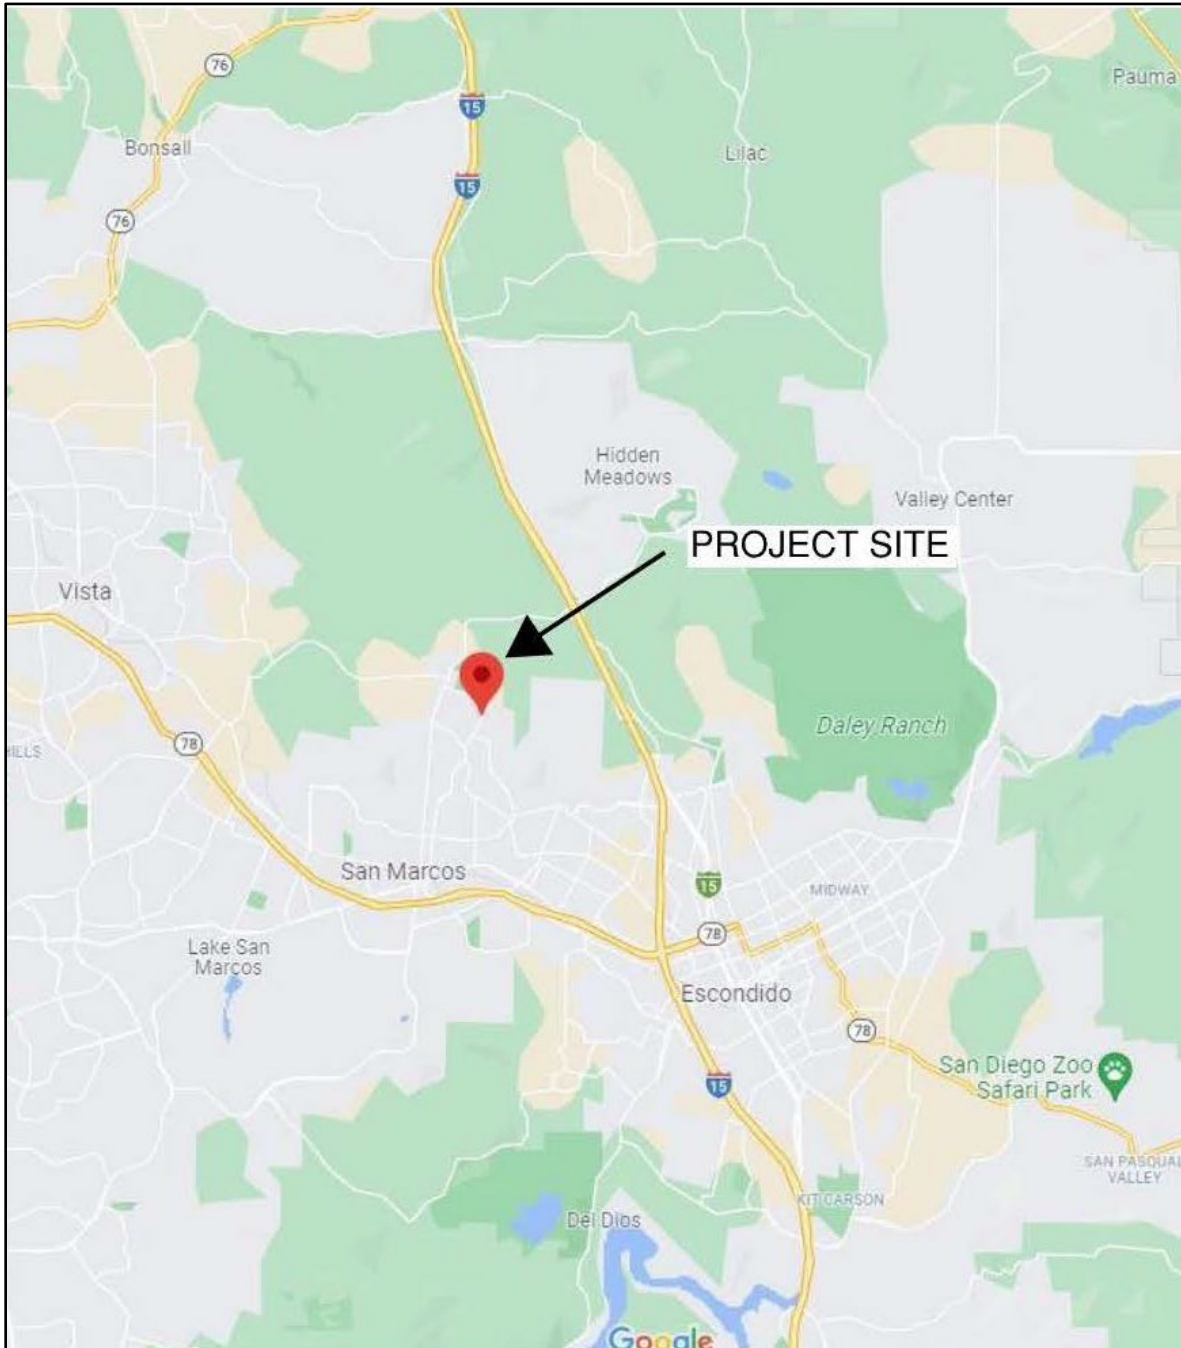 76
15
Pauma
Bonsall
Lilac
15
76
Hidden
Meadows
Valley Center
PROJECT SITE
Vista
Daley Ranch
78
HILLS
San Marcos
15
MIDWAY
78
Lake San
Marcos
Escondido
78
San Diego Zoo
Safari Park
15
SAN PASQUAL
VALLEY
KIT CARSON
Del Dios
Google